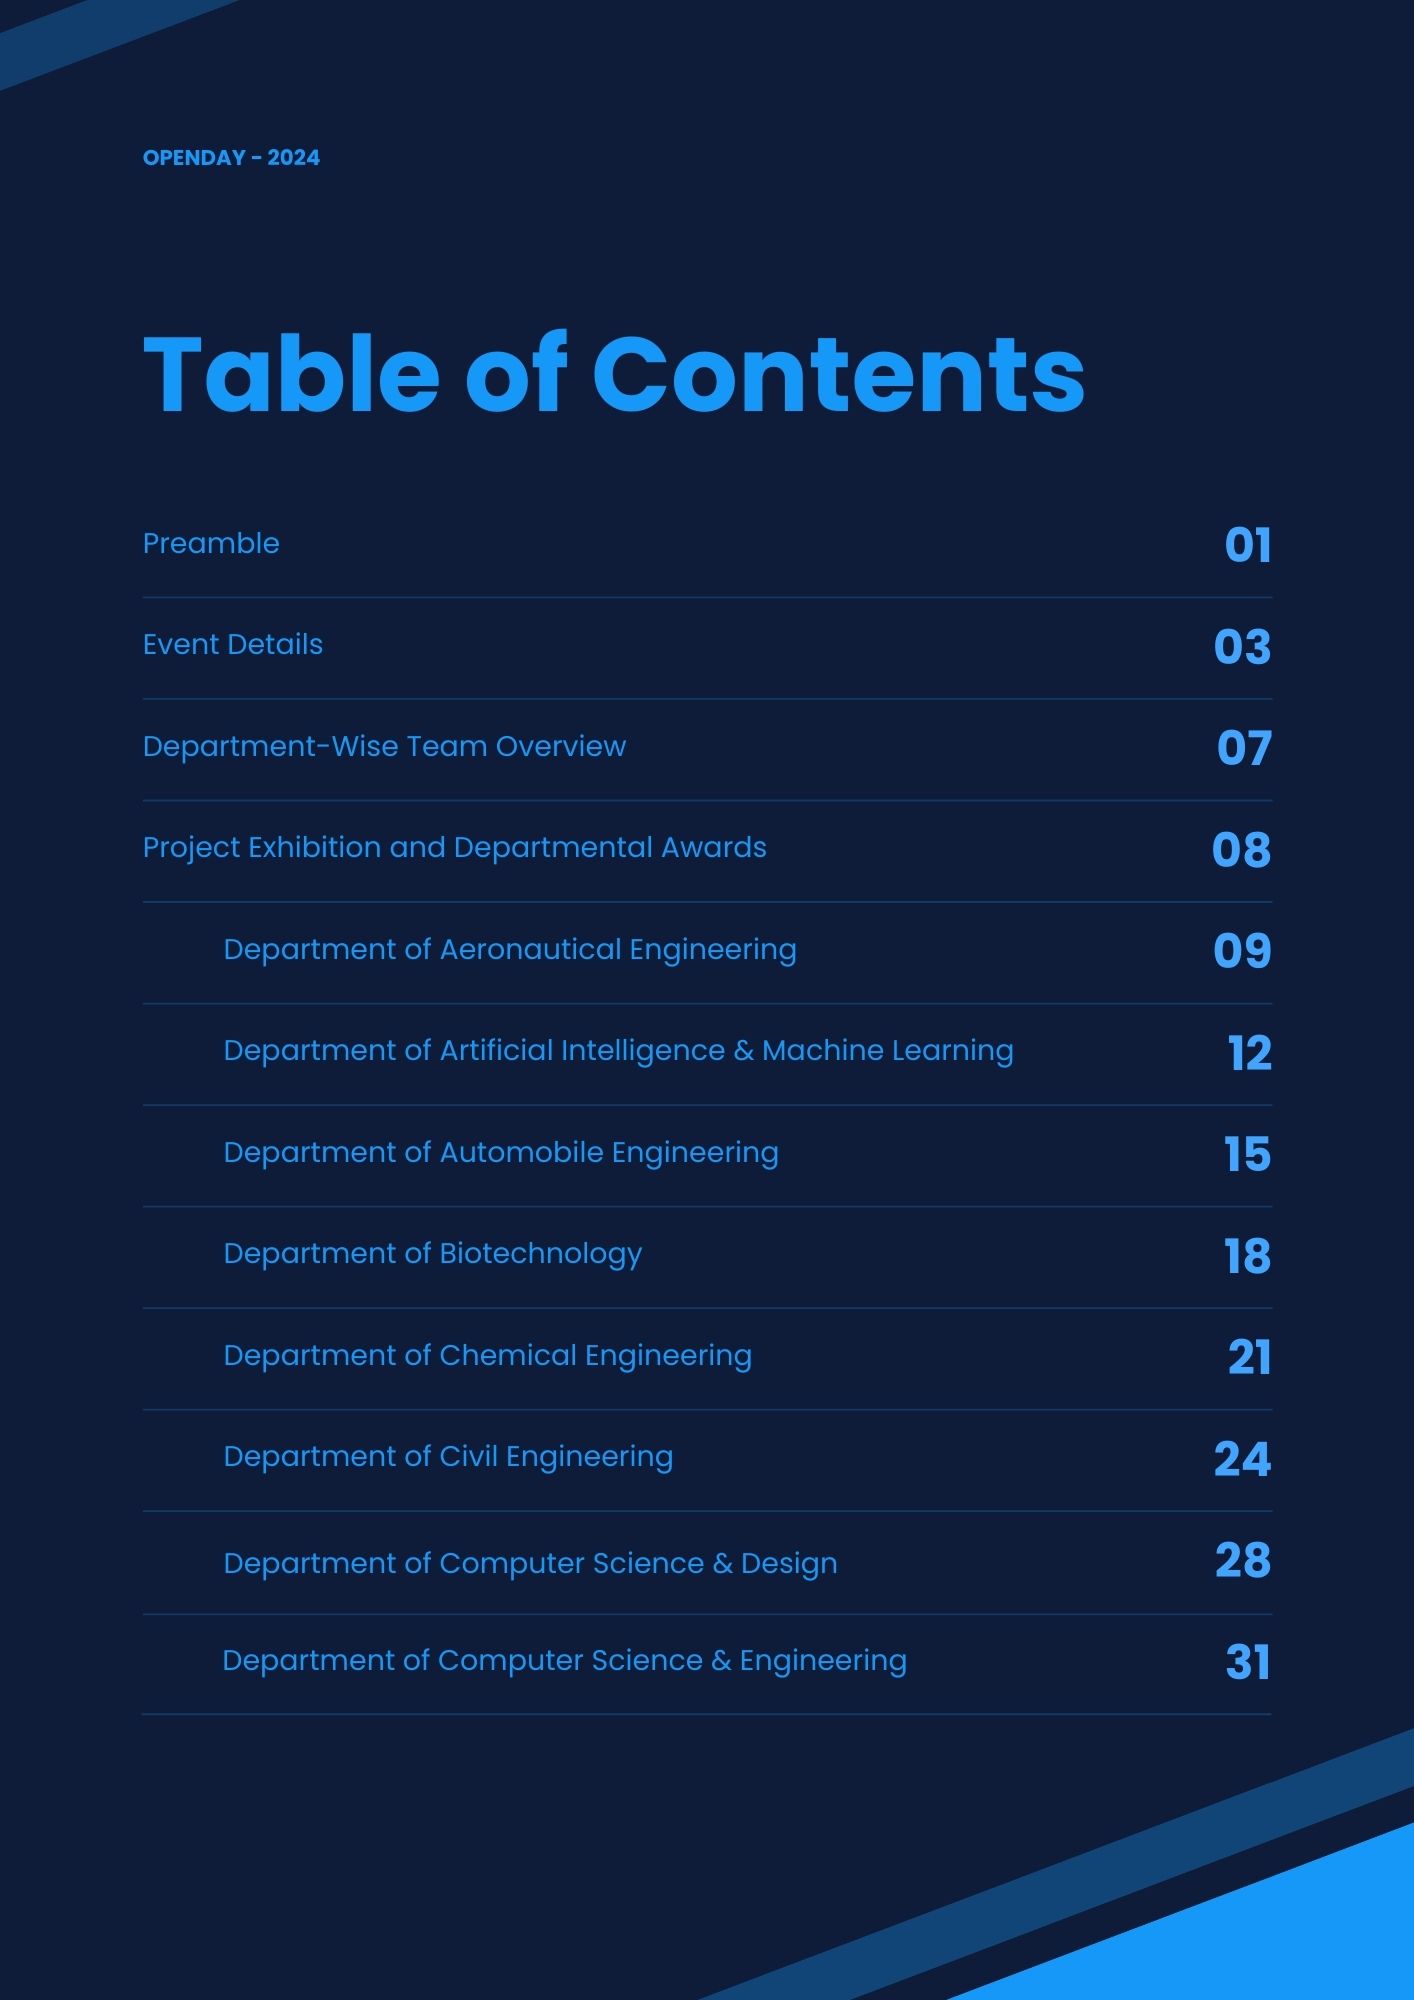 OPENDAY - 2024
Table of Contents
Preamble 01
Event Details 03
Department-Wise Team Overview 07
Project Exhibition and Departmental Awards 08
Department of Aeronautical Engineering 09
Department of Artificial Intelligence & Machine Learning 12
Department of Automobile Engineering 15
Department of Biotechnology 18
Department of Chemical Engineering 21
Department of Civil Engineering 24
Department of Computer Science & Design 28
Department of Computer Science & Engineering 31